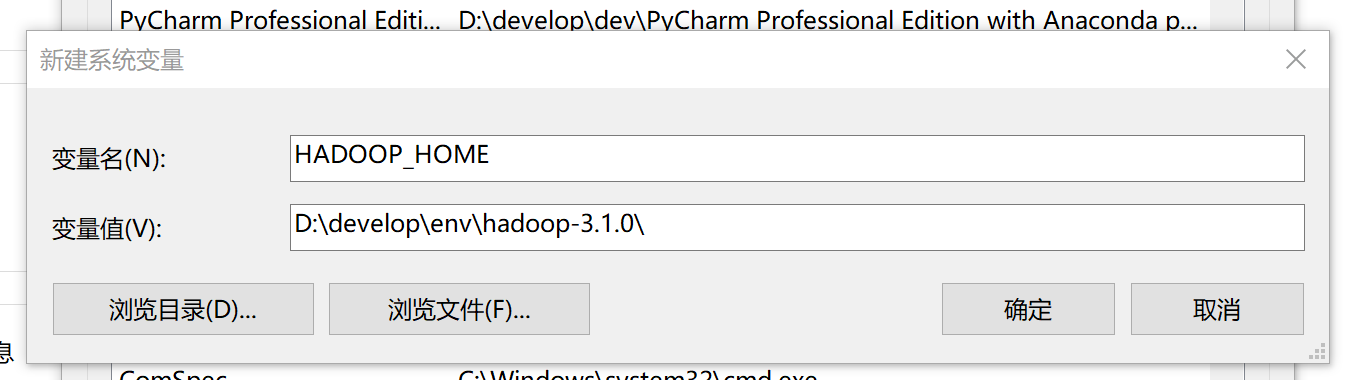 PyCharm Professional Editi... D:\develop\dev\PyCharm Professional Edition with Anaconda p...
新建系统变量
变量名(N): HADOOP_HOME
变量值(V): D:\develop\env\hadoop-3.1.0\
浏览目录(D)... 浏览文件(F)... 确定 取消
息
ComSpec C:\Windows\system32\cmd.exe